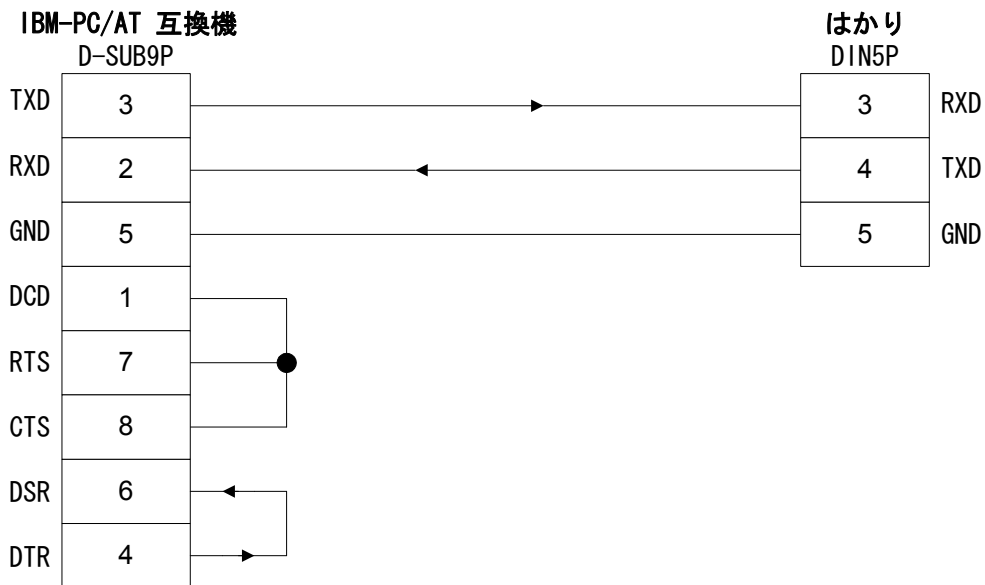 IBM-PC/AT 互換機 はかり
D-SUB9P DIN5P
TXD 3 3 RXD
RXD 2 4 TXD
GND 5 5 GND
DCD 1
RTS 7
CTS 8
DSR 6
DTR 4